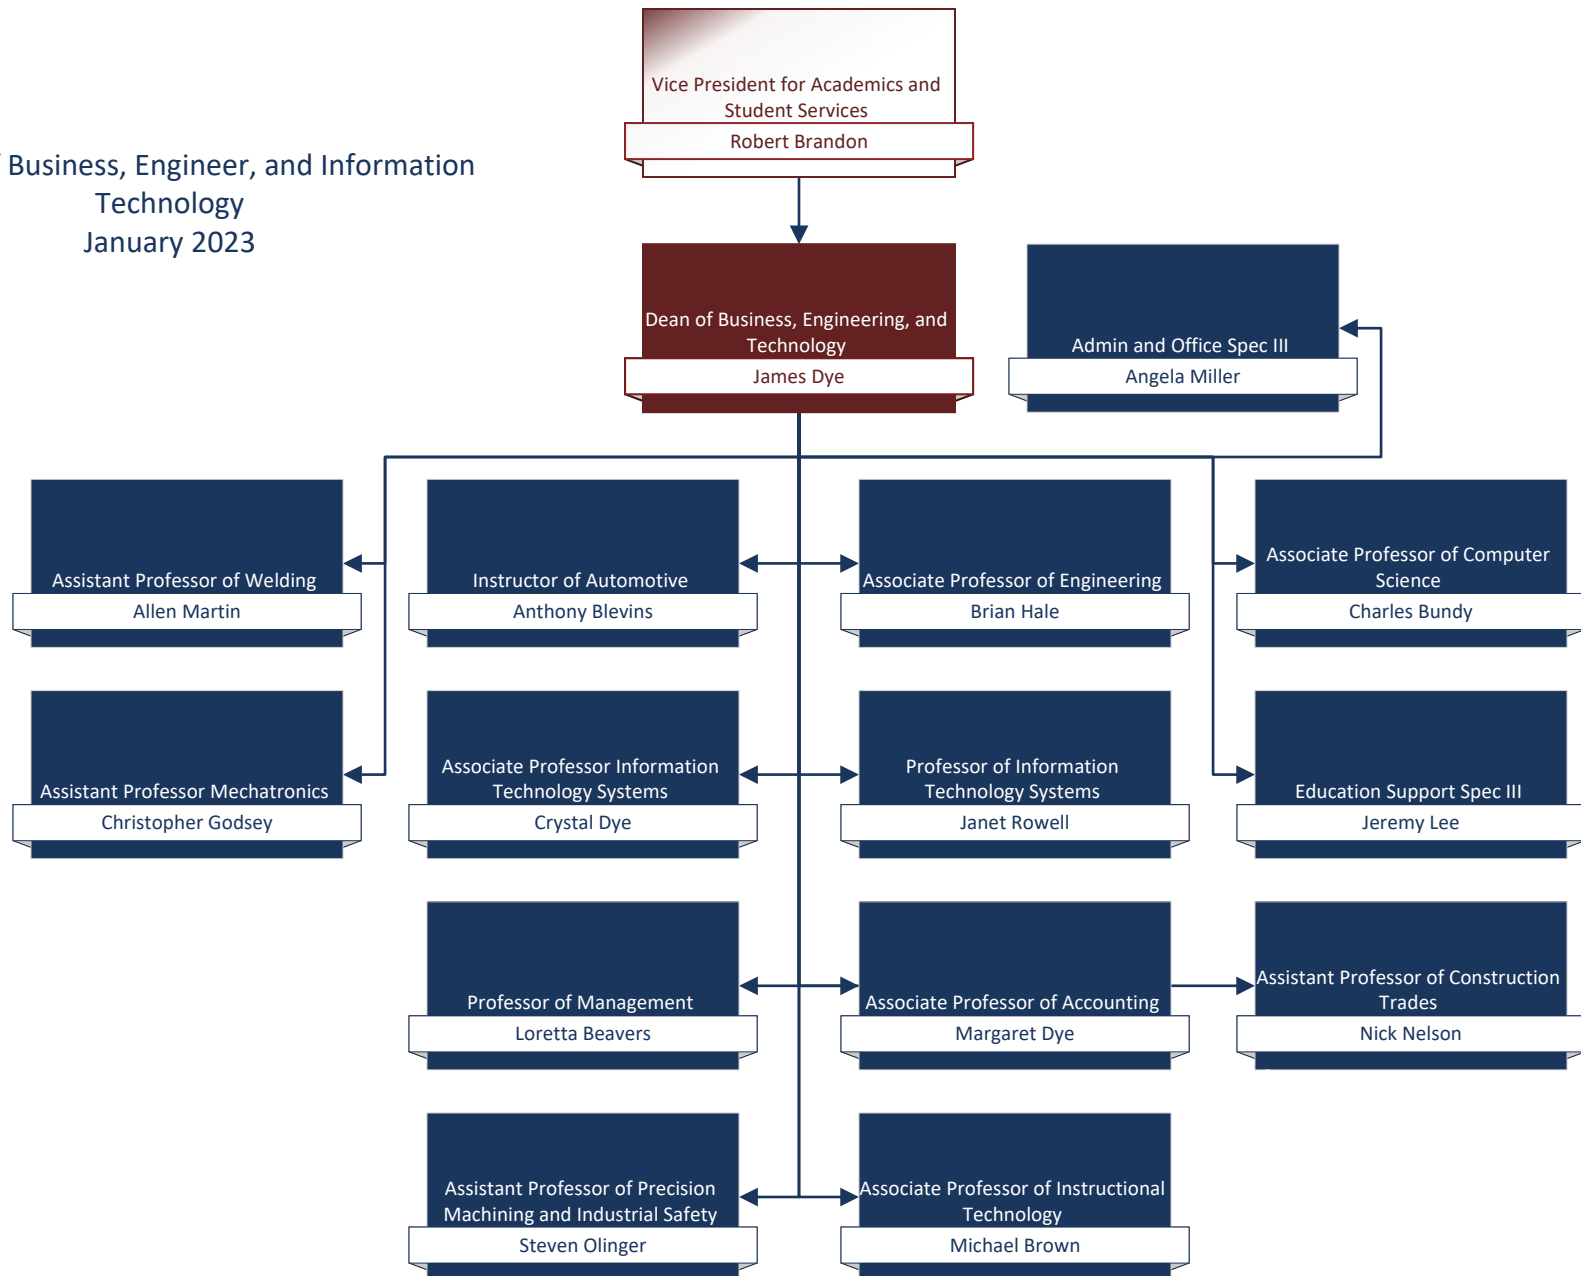 Vice President for Academics and
Student Services
Robert Brandon
Business, Engineer, and Information
Technology
January 2023
Dean of Business, Engineering, and
Technology
James Dye
Admin and Office Spec III
Angela Miller
Assistant Professor of Welding
Allen Martin
Instructor of Automotive
Anthony Blevins
Associate Professor of Engineering
Brian Hale
Associate Professor of Computer
Science
Charles Bundy
Assistant Professor Mechatronics
Christopher Godsey
Associate Professor Information
Technology Systems
Crystal Dye
Professor of Information
Technology Systems
Janet Rowell
Education Support Spec III
Jeremy Lee
Professor of Management
Loretta Beavers
Associate Professor of Accounting
Margaret Dye
Assistant Professor of Construction
Trades
Nick Nelson
Assistant Professor of Precision
Machining and Industrial Safety
Steven Olinger
Associate Professor of Instructional
Technology
Michael Brown